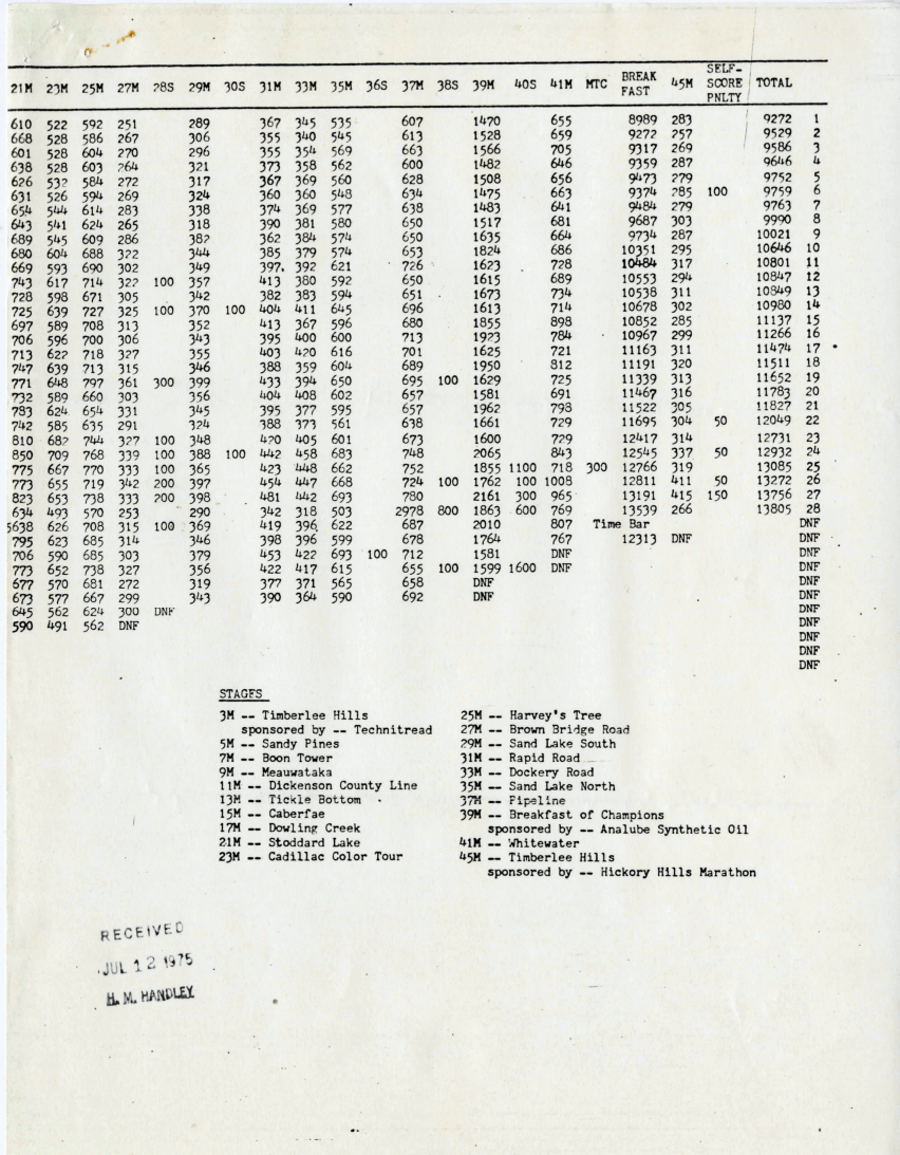 21M 23M 25M 27M 28S 29M 30S 31M 33M 35M 36S 37M 38S 39M 40S 41M MTC BREAK FAST 45M SELF-SCORE PNLTY TOTAL
610 522 592 251 289 367 345 535 607 1470 655 8989 283 9272 1
668 528 586 267 306 355 340 545 613 1528 659 9272 257 9529 2
601 528 604 270 296 355 354 569 663 1566 705 9317 269 9586 3
638 528 603 264 321 373 358 562 600 1482 646 9359 287 9646 4
626 532 584 272 317 367 369 560 628 1508 656 9473 279 9752 5
631 526 594 269 324 360 360 548 634 1475 663 9374 285 100 9759 6
654 544 614 283 338 374 369 577 638 1483 641 9484 279 9763 7
643 541 624 265 318 390 381 580 650 1517 681 9687 303 9990 8
689 545 609 286 382 362 384 574 650 1635 664 9734 287 10021 9
680 604 688 322 344 385 379 574 653 1824 686 10351 295 10646 10
669 593 690 302 349 397. 392 621 726 1623 728 10484 317 10801 11
743 617 714 322 100 357 413 380 592 650 1615 689 10553 294 10847 12
728 598 671 305 342 382 383 594 651 1673 734 10538 311 10849 13
725 639 727 325 100 370 100 404 411 645 696 1613 714 10678 302 10980 14
697 589 708 313 352 413 367 596 680 1855 898 10852 285 11137 15
706 596 700 306 343 395 400 600 713 1923 784 10967 299 11266 16
713 622 718 327 355 403 420 616 701 1625 721 11163 311 11474 17
747 639 713 315 346 388 359 604 689 1950 812 11191 320 11511 18
771 648 797 361 300 399 433 394 650 695 100 1629 725 11339 313 11652 19
732 589 660 303 356 404 408 602 657 1581 691 11467 316 11783 20
783 624 654 331 345 395 377 595 657 1962 798 11522 305 11827 21
742 585 635 291 324 388 373 561 638 1661 729 11695 304 50 12049 22
810 682 744 327 100 348 420 405 601 673 1600 729 12417 314 12731 23
850 709 768 339 100 388 100 442 458 683 748 2065 843 12545 337 50 12932 24
775 667 770 333 100 365 423 448 662 752 1855 1100 718 300 12766 319 13085 25
773 655 719 342 200 397 454 447 668 724 100 1762 100 1008 12811 411 50 13272 26
823 653 738 333 200 398 481 442 693 780 2161 300 965 13191 415 150 13756 27
634 493 570 253 290 342 318 503 2978 800 1863 600 769 13539 266 13805 28
5638 626 708 315 100 369 419 396 622 687 2010 807 Time Bar DNF
795 623 685 314 346 398 396 599 678 1764 767 12313 DNF DNF
706 590 685 303 379 453 422 693 100 712 1581 DNF DNF
773 652 738 327 356 422 417 615 655 100 1599 1600 DNF DNF
677 570 681 272 319 377 371 565 658 DNF DNF
673 577 667 299 343 390 364 590 692 DNF DNF
645 562 624 300 DNF DNF
590 491 562 DNF DNF
DNF
DNF
DNF
STAGES
3M -- Timberlee Hills
sponsored by -- Technitread
5M -- Sandy Pines
7M -- Boon Tower
9M -- Meauwataka
11M -- Dickenson County Line
13M -- Tickle Bottom
15M -- Caberfae
17M -- Dowling Creek
21M -- Stoddard Lake
23M -- Cadillac Color Tour
25M -- Harvey's Tree
27M -- Brown Bridge Road
29M -- Sand Lake South
31M -- Rapid Road
33M -- Dockery Road
35M -- Sand Lake North
37M -- Pipeline
39M -- Breakfast of Champions
sponsored by -- Analube Synthetic Oil
41M -- Whitewater
45M -- Timberlee Hills
sponsored by -- Hickory Hills Marathon
RECEIVED
JUL 12 1975
H. M. HANDLEY